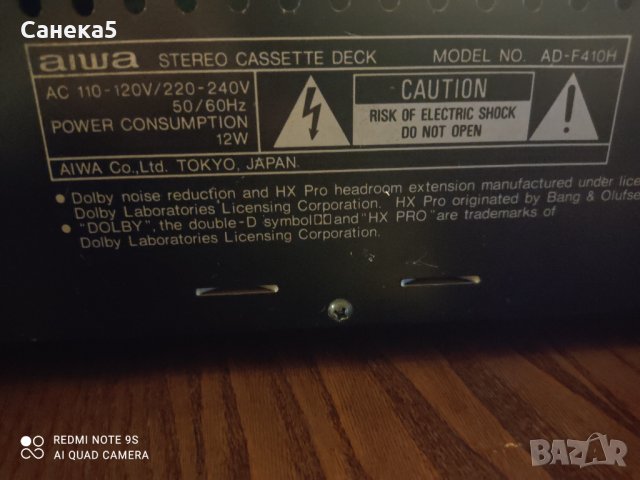 Санека5
aiwa STEREO CASSETTE DECK MODEL NO. AD-F410H
AC 110-120V/220-240V
50/60Hz
POWER CONSUMPTION
12W
CAUTION
RISK OF ELECTRIC SHOCK
DO NOT OPEN
AIWA Co.,Ltd. TOKYO, JAPAN.
• Dolby noise reduction and HX Pro headroom extension manufactured under lice
Dolby Laboratories Licensing Corporation. HX Pro originated by Bang & Olufse
• "DOLBY", the double-D symbol and "HX PRO" are trademarks of
Dolby Laboratories Licensing Corporation.
REDMI NOTE 9S
AI QUAD CAMERA
BAZAR